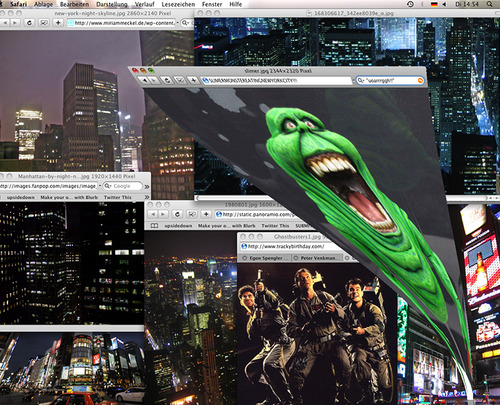 Safari Ablage Bearbeiten Darstellung Verlauf Lesezeichen Fenster Hilfe Di 14:54
new-york-night-skyline.jpg 2860×2140 Pixel
168306617_342ee8039e_o.jpg
http://www.miriammeckel.de/wp-content
slimer.jpg 2344×2320 Pixel
"uoarrrggh!"
Manhattan-by-night-n...jpg 1920×1440 Pixel
http://images.fanpop.com/images/image
Google
upsidedown Make your o... with Blurb Twitter This
1980801.jpg 1600×
http://static.panoramio.com/
upsidedown Make your o... with Blurb Twitter This
Ghostbusters1.jpg
http://www.trackybirthday.com/
Egon Spengler Peter Venkman